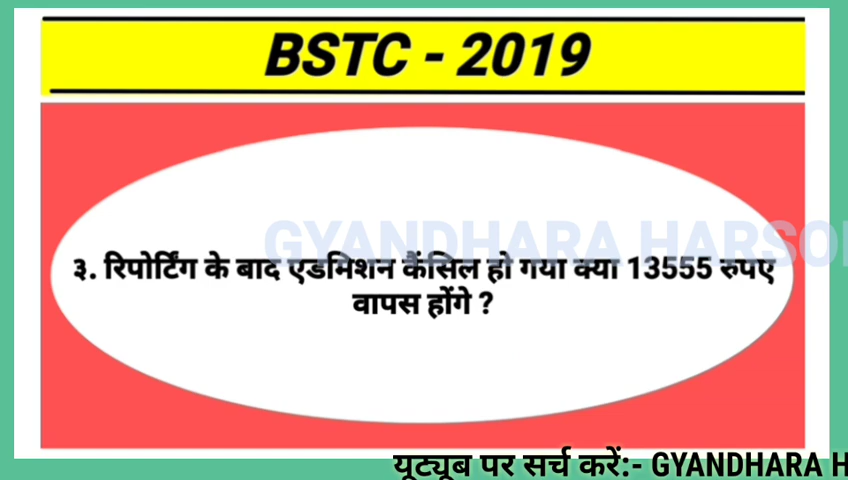 BSTC - 2019
GYANDHARA HARSO
३. रिपोर्टिंग के बाद एडमिशन कैंसिल हो गया क्या 13555 रुपए
वापस होंगे ?
यूट्यूब पर सर्च करें:- GYANDHARA H